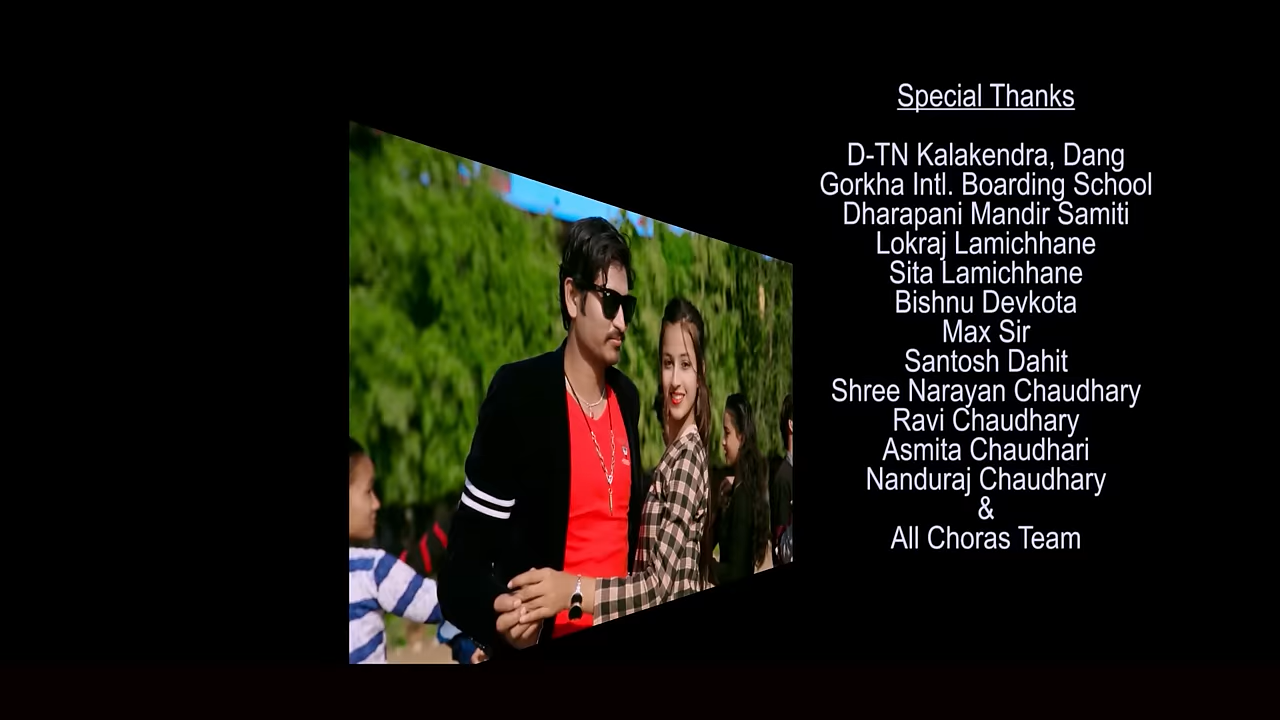 Special Thanks
D-TN Kalakendra, Dang
Gorkha Intl. Boarding School
Dharapani Mandir Samiti
Lokraj Lamichhane
Sita Lamichhane
Bishnu Devkota
Max Sir
Santosh Dahit
Shree Narayan Chaudhary
Ravi Chaudhary
Asmita Chaudhari
Nanduraj Chaudhary
&
All Choras Team